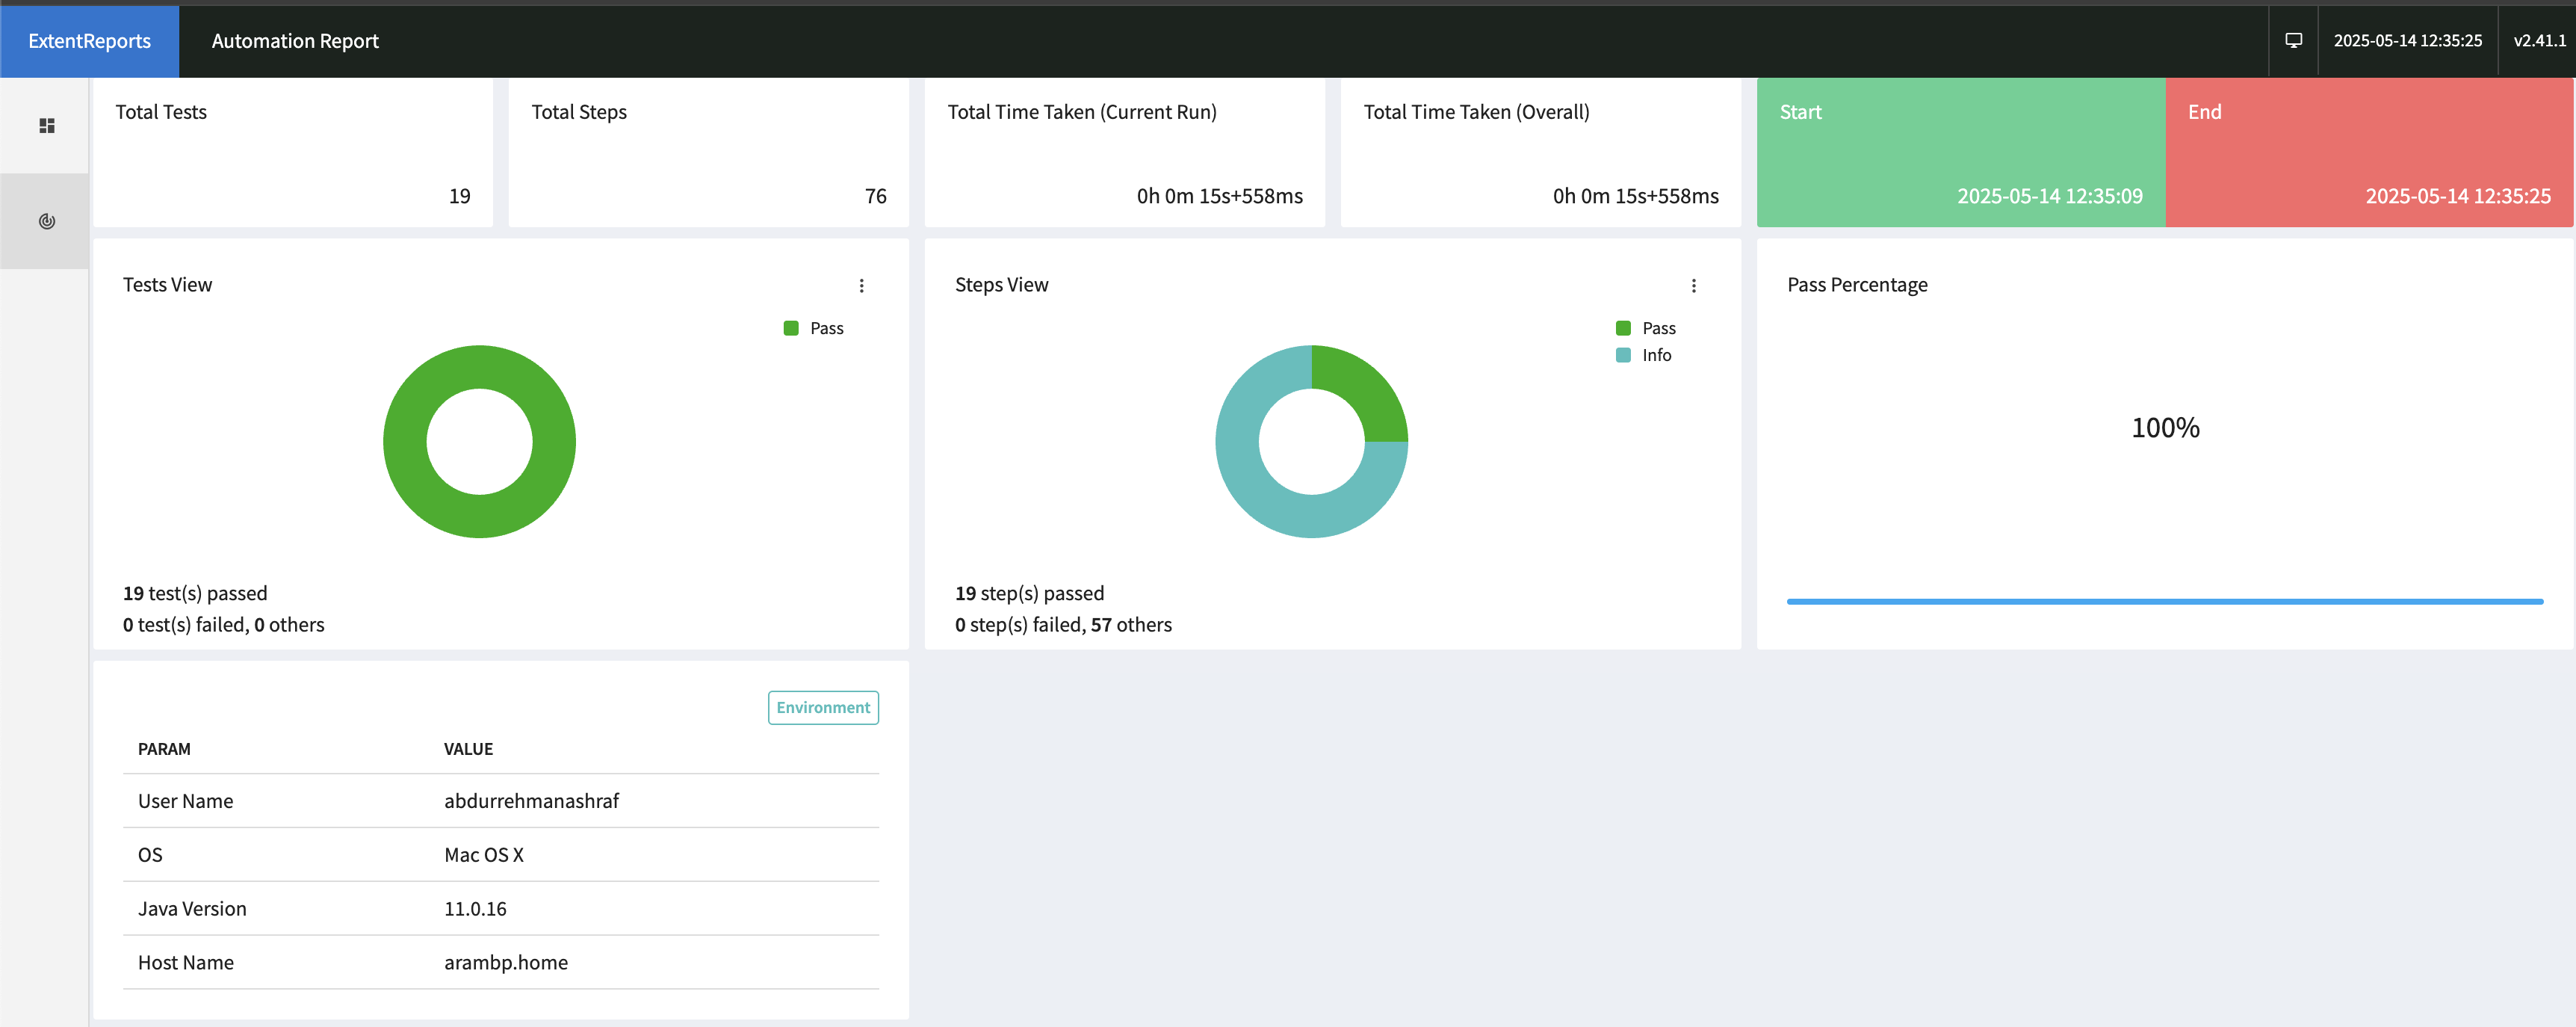 ExtentReports
Automation Report
2025-05-14 12:35:25
v2.41.1
Total Tests
19
Total Steps
76
Total Time Taken (Current Run)
0h 0m 15s+558ms
Total Time Taken (Overall)
0h 0m 15s+558ms
Start
2025-05-14 12:35:09
End
2025-05-14 12:35:25
Tests View
Pass
19 test(s) passed
0 test(s) failed, 0 others
Steps View
Pass
Info
19 step(s) passed
0 step(s) failed, 57 others
Pass Percentage
100%
Environment
PARAM VALUE
User Name abdurrehmanashraf
OS Mac OS X
Java Version 11.0.16
Host Name arambp.home